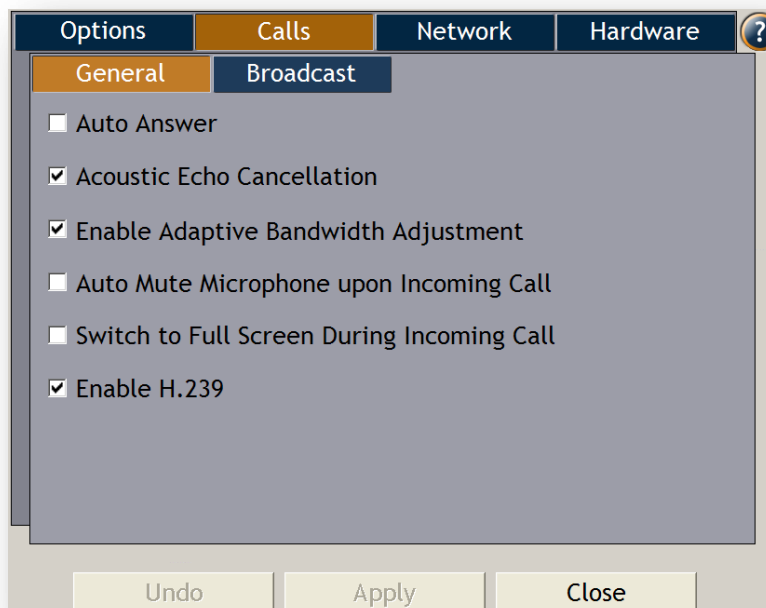 Options Calls Network Hardware ?
General Broadcast
Auto Answer
Acoustic Echo Cancellation
Enable Adaptive Bandwidth Adjustment
Auto Mute Microphone upon Incoming Call
Switch to Full Screen During Incoming Call
Enable H.239
Undo Apply Close